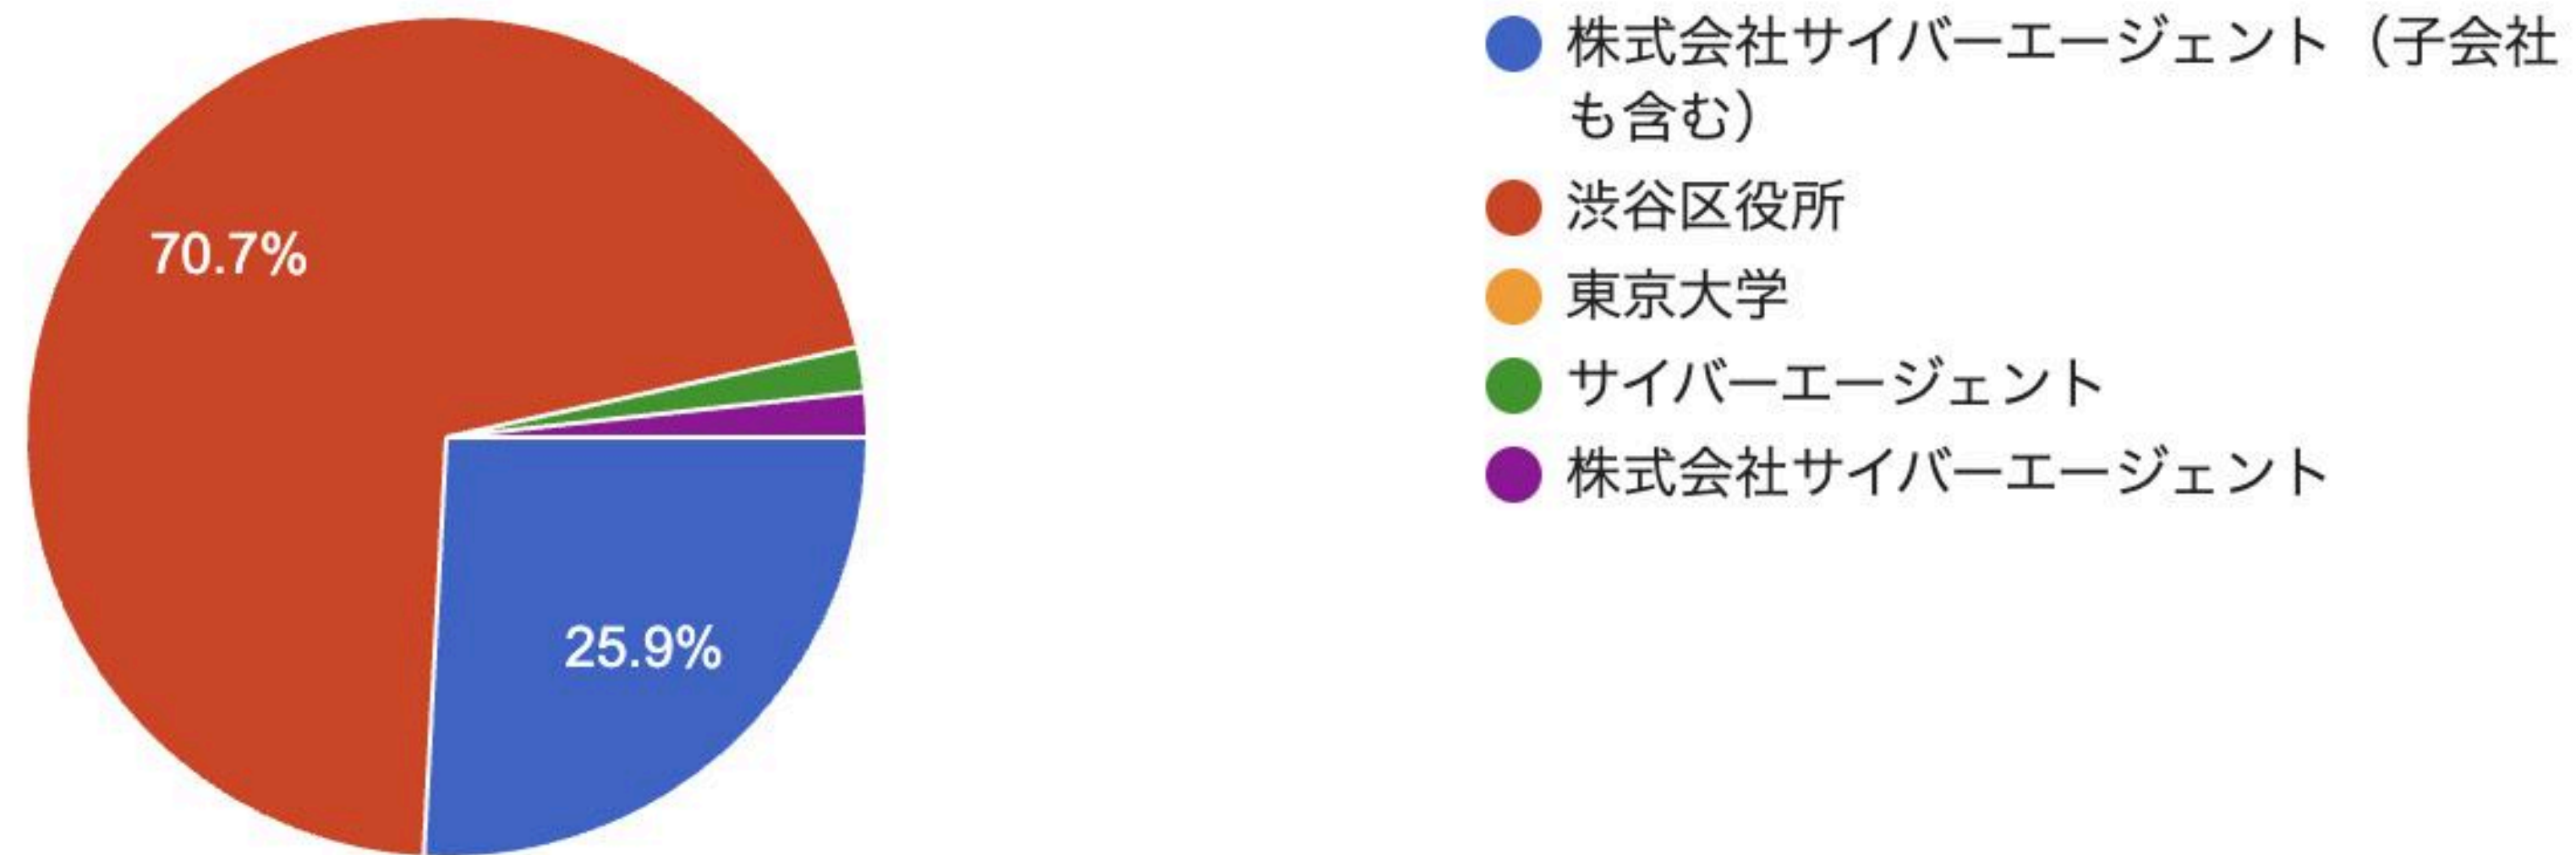 70.7%
25.9%
株式会社サイバーエージェント（子会社
も含む）
渋谷区役所
東京大学
サイバーエージェント
株式会社サイバーエージェント